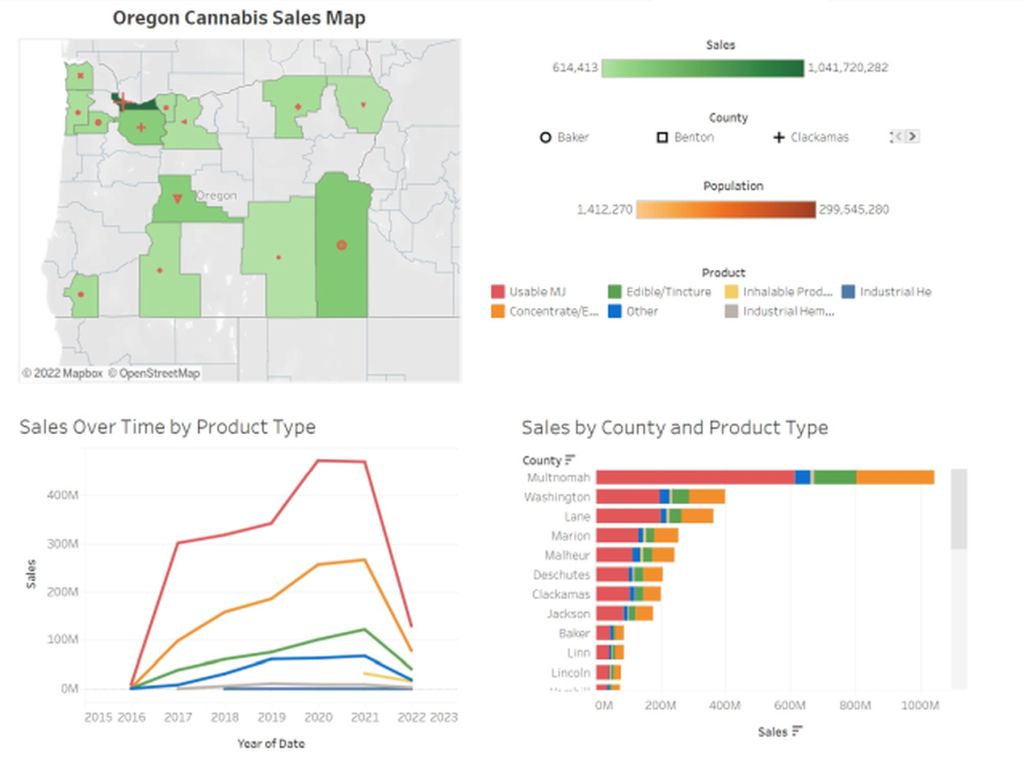 Oregon Cannabis Sales Map
Oregon
© 2022 Mapbox © OpenStreetMap
Sales
614,413 1,041,720,282
County
Baker Benton Clackamas
Population
1,412,270 299,545,280
Product
Usable MJ Edible/Tincture Inhalable Prod... Industrial He
Concentrate/E... Other Industrial Hem...
Sales Over Time by Product Type
400M
300M
200M
100M
0M
Sales
2015 2016 2017 2018 2019 2020 2021 2022 2023
Year of Date
Sales by County and Product Type
County
Multnomah
Washington
Lane
Marion
Malheur
Deschutes
Clackamas
Jackson
Baker
Linn
Lincoln
0M 200M 400M 600M 800M 1000M
Sales